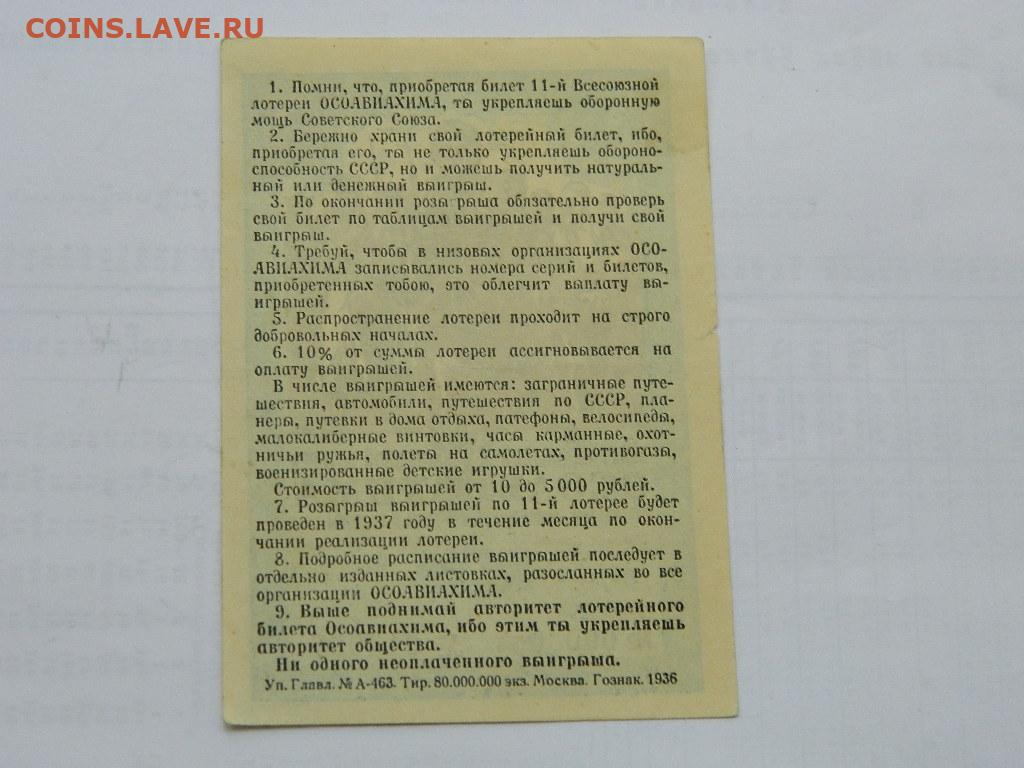 COINS.LAVE.RU
1. Помни, что, приобретая билет 11-й Всесоюзной
лотереи ОСОАВИАХИМА, ты укрепляешь оборонную
мощь Советского Союза.
2. Бережно храни свой лотерейный билет, ибо,
приобретая его, ты не только укрепляешь обороно-
способность СССР, но и можешь получить натураль-
ный или денежный выигрыш.
3. По окончании розыгрыша обязательно проверь
свой билет по таблицам выигрышей и получи свой
выигрыш.
4. Требуй, чтобы в низовых организациях ОСО-
АВИАХИМА записывались номера серий и билетов,
приобретенных тобою, это облегчит выплату вы-
игрышей.
5. Распространение лотереи проходит на строго
добровольных началах.
6. 10% от суммы лотереи ассигновывается на
оплату выигрышей.
В числе выигрышей имеются: заграничные путе-
шествия, автомобили, путешествия по СССР, пла-
неры, путевки в дома отдыха, патефоны, велосипеды,
малокалиберные винтовки, часы карманные, охот-
ничьи ружья, полеты на самолетах, противогазы,
военизированные детские игрушки.
Стоимость выигрышей от 10 до 5000 рублей.
7. Розыгрыш выигрышей по 11-й лотерее будет
проведен в 1937 году в течение месяца по окон-
чании реализации лотереи.
8. Подробное расписание выигрышей последует в
отдельно изданных листовках, разосланных во все
организации ОСОАВИАХИМА.
9. Выше поднимай авторитет лотерейного
билета Осоавиахима, ибо этим ты укрепляешь
авторитет общества.
Ни одного неоплаченного выигрыша.
Уп. Главл. № А-463. Тир. 80.000.000 экз. Москва. Гознак. 1936